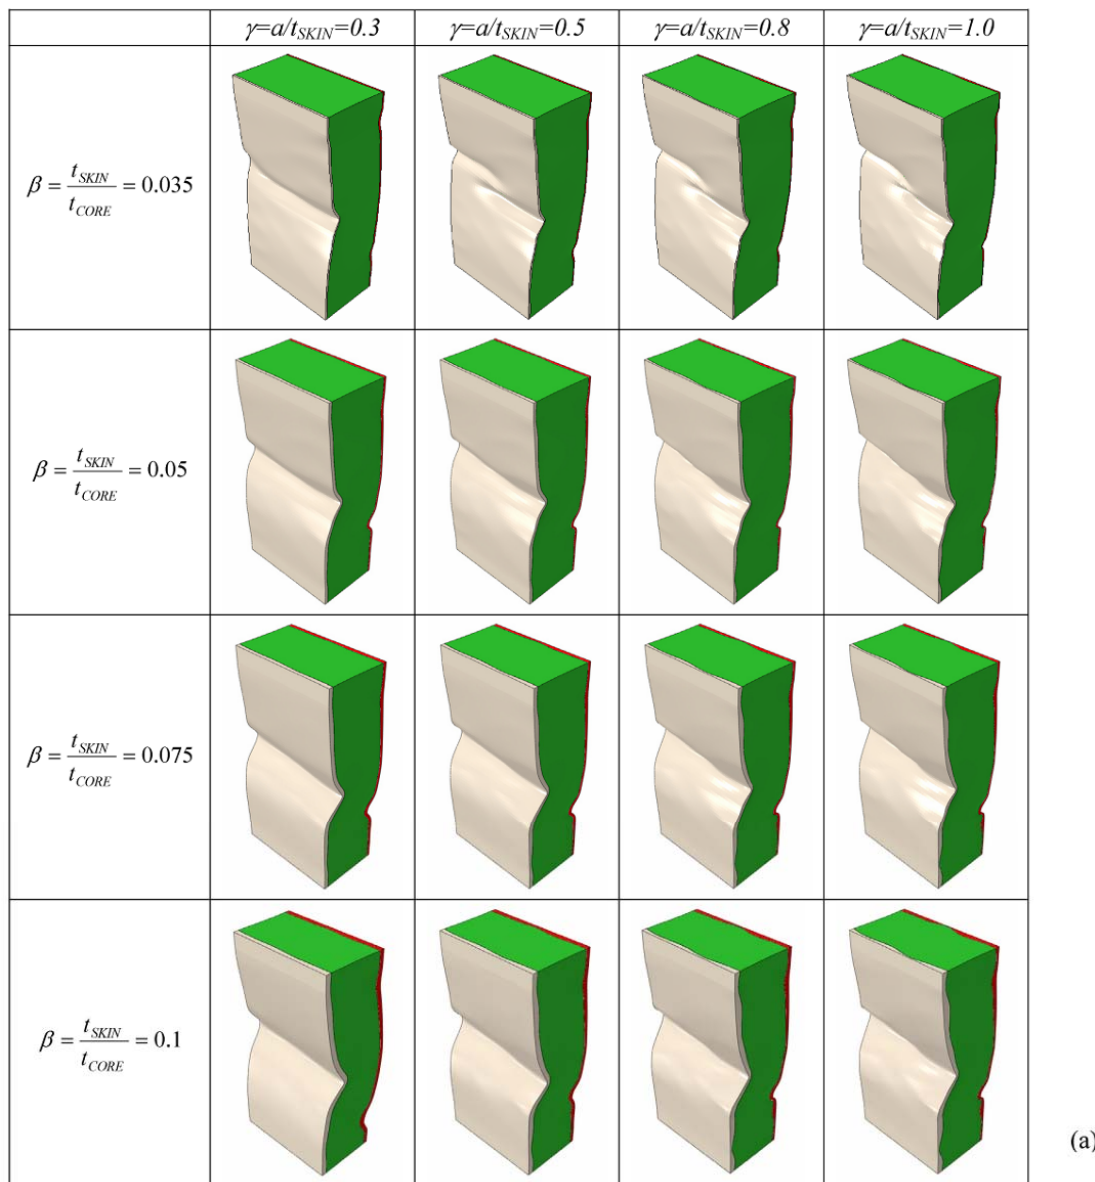 γ=a/tSKIN=0.3 γ=a/tSKIN=0.5 γ=a/tSKIN=0.8 γ=a/tSKIN=1.0
β = tSKIN / tCORE = 0.035
β = tSKIN / tCORE = 0.05
β = tSKIN / tCORE = 0.075
β = tSKIN / tCORE = 0.1
(a)